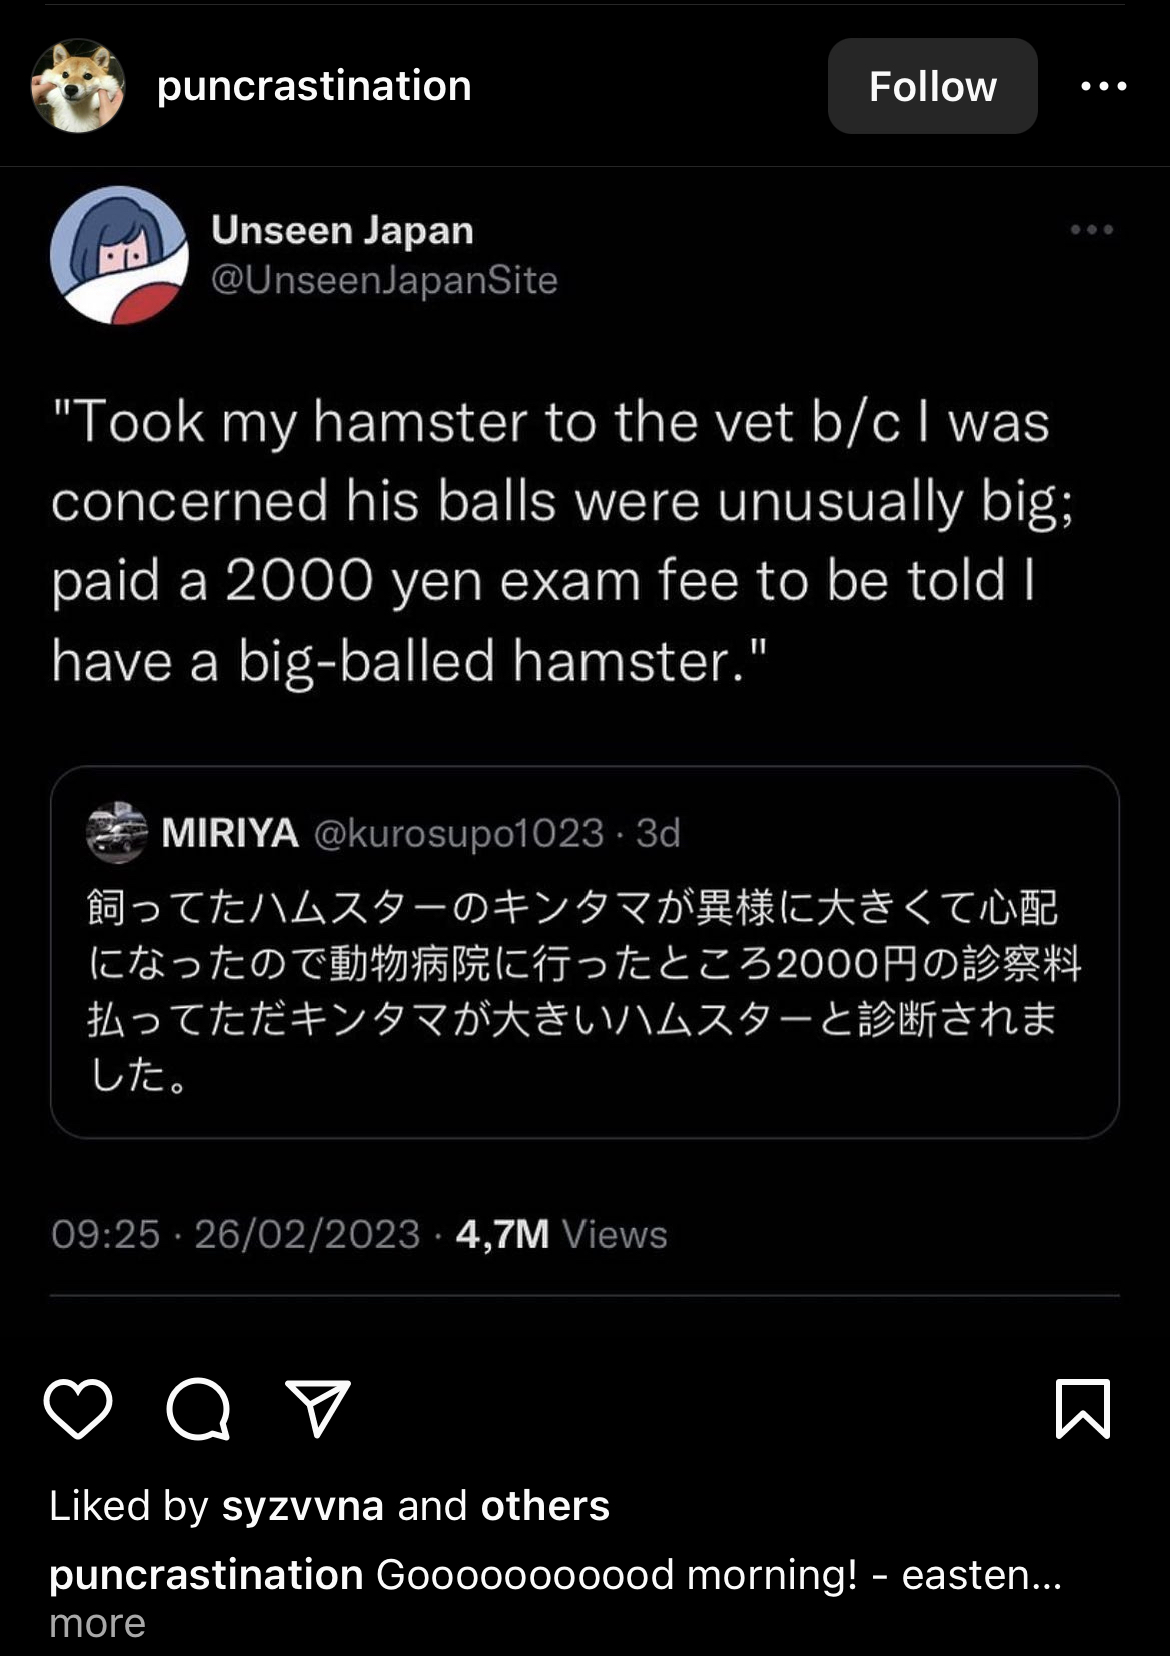 puncrastination
Follow
Unseen Japan
@UnseenJapanSite
"Took my hamster to the vet b/c I was
concerned his balls were unusually big;
paid a 2000 yen exam fee to be told I
have a big-balled hamster."
MIRIYA @kurosupo1023 · 3d
飼ってたハムスターのキンタマが異様に大きくて心配
になったので動物病院に行ったところ2000円の診察料
払ってただキンタマが大きいハムスターと診断されま
した。
09:25 · 26/02/2023 · 4,7M Views
Liked by syzvvna and others
puncrastination Gooooooooood morning! - easten...
more